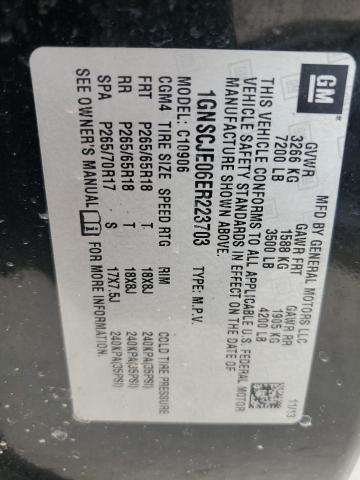 GM
MFD BY GENERAL MOTORS LLC
GVWR GAWR FRT GAWR RR
3266 KG 1588 KG 1905 KG
7200 LB 3500 LB 4200 LB
THIS VEHICLE CONFORMS TO ALL APPLICABLE U.S. FEDERAL MOTOR
VEHICLE SAFETY STANDARDS IN EFFECT ON THE DATE OF
MANUFACTURE SHOWN ABOVE.
11/13
1GNSCJE06ER223703 TYPE: M.P.V.
MODEL: C10906
CGM4 TIRE SIZE SPEED RTG RIM COLD TIRE PRESSURE
FRT P265/65R18 T 18X8J 240KPA(35PSI)
RR P265/65R18 T 18X8J 240KPA(35PSI)
SPA P265/70R17 S 17X7.5J 240KPA(35PSI)
SEE OWNER'S MANUAL